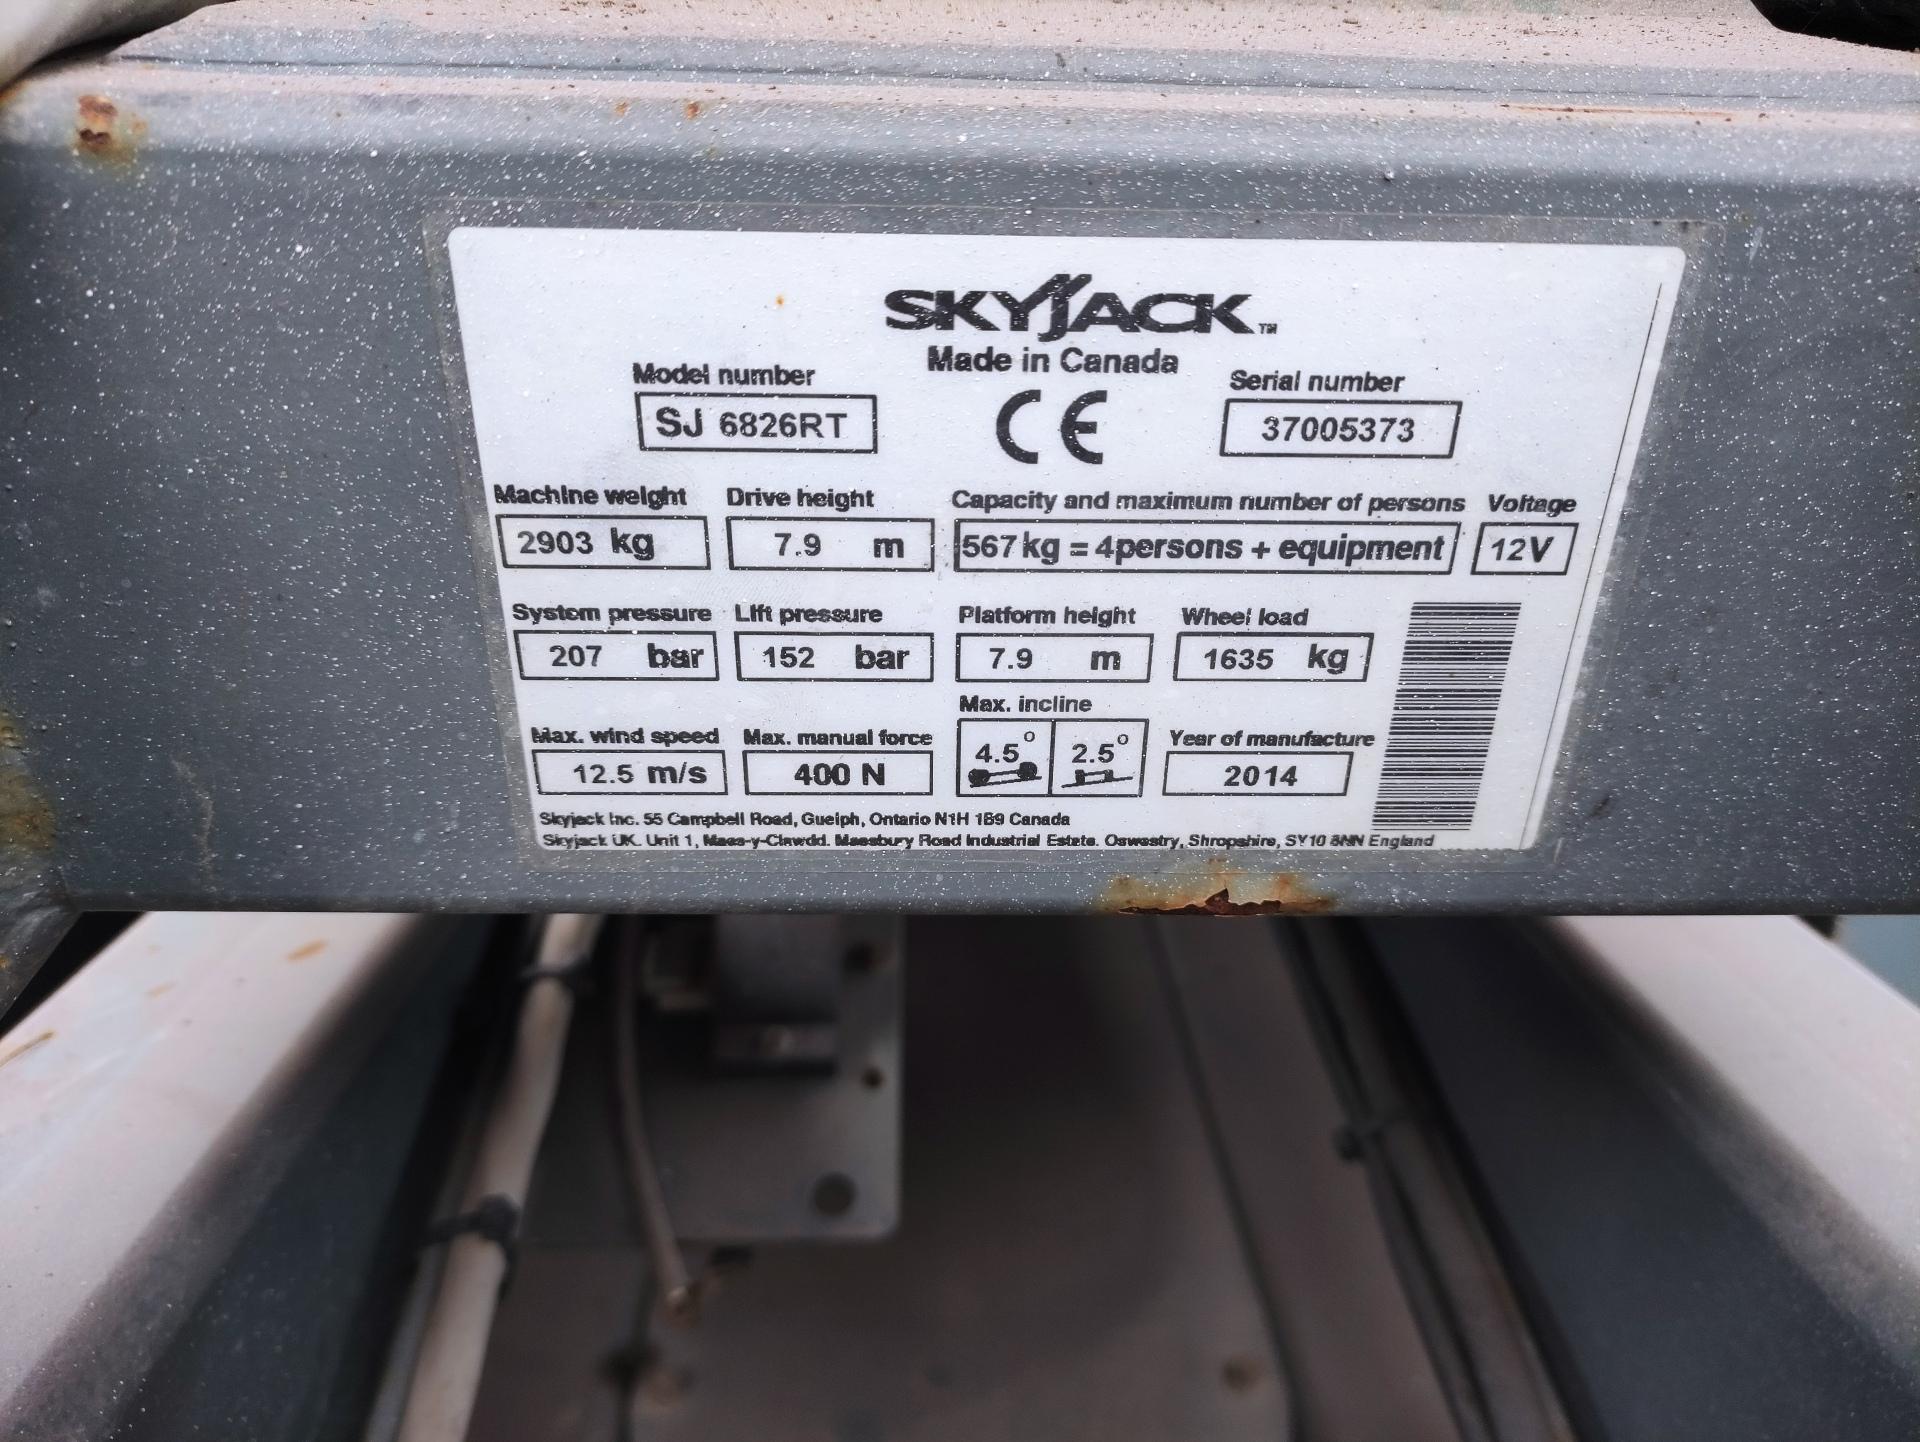 SKYJACK™
Made in Canada
Model number
SJ 6826RT
CE
Serial number
37005373
Machine weight
2903 kg
Drive height
7.9 m
Capacity and maximum number of persons
567 kg = 4 persons + equipment
Voltage
12V
System pressure
207 bar
Lift pressure
152 bar
Platform height
7.9 m
Wheel load
1635 kg
Max. wind speed
12.5 m/s
Max. manual force
400 N
Max. incline
4.5° 2.5°
Year of manufacture
2014
Skyjack Inc. 55 Campbell Road, Guelph, Ontario N1H 1B9 Canada
Skyjack UK. Unit 1, Maes-y-Clawdd. Maesbury Road Industrial Estate. Oswestry, Shropshire, SY10 8NN England